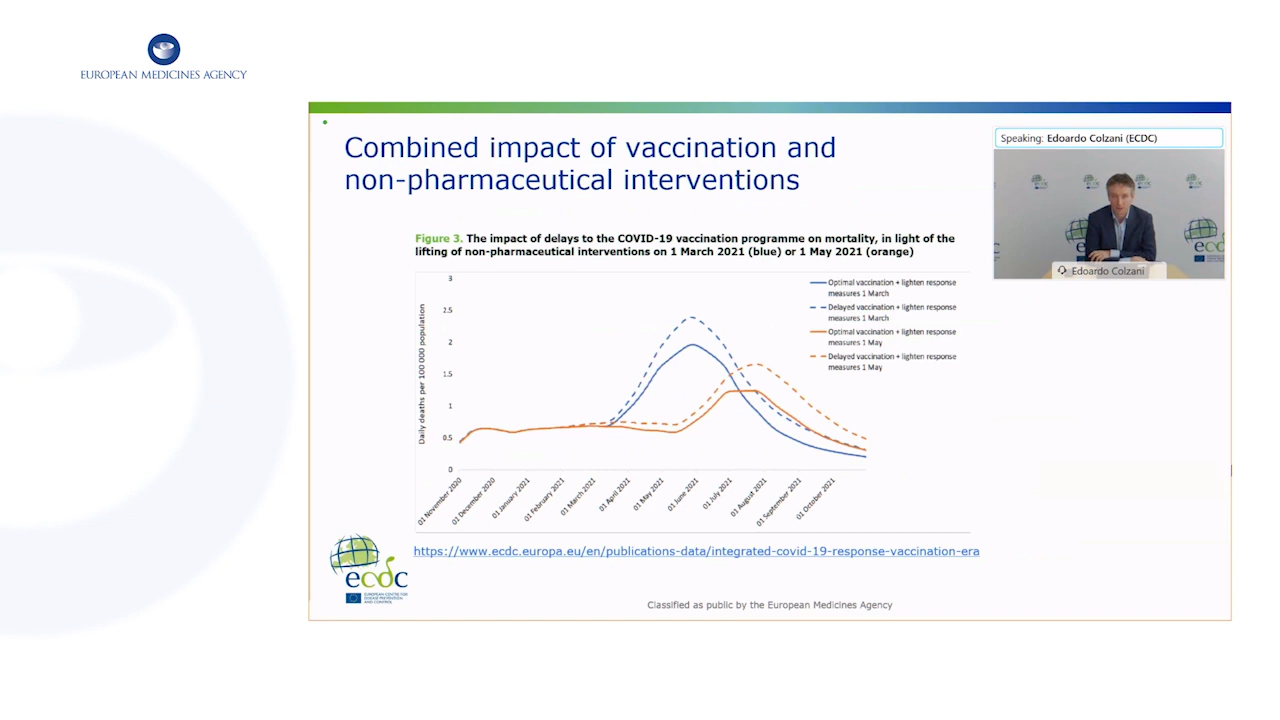 EUROPEAN MEDICINES AGENCY
Combined impact of vaccination and
non-pharmaceutical interventions
Speaking: Edoardo Colzani (ECDC)
Edoardo Colzani
Figure 3. The impact of delays to the COVID-19 vaccination programme on mortality, in light of the
lifting of non-pharmaceutical interventions on 1 March 2021 (blue) or 1 May 2021 (orange)
Daily deaths per 100 000 population
3
2.5
2
1.5
1
0.5
0
Optimal vaccination + lighten response
measures 1 March
Delayed vaccination + lighten response
measures 1 March
Optimal vaccination + lighten response
measures 1 May
Delayed vaccination + lighten response
measures 1 May
01 November 2020
01 December 2020
01 January 2021
01 February 2021
01 March 2021
01 April 2021
01 May 2021
01 June 2021
01 July 2021
01 August 2021
01 September 2021
01 October 2021
https://www.ecdc.europa.eu/en/publications-data/integrated-covid-19-response-vaccination-era
ecdc
EUROPEAN CENTRE FOR
DISEASE PREVENTION
AND CONTROL
Classified as public by the European Medicines Agency